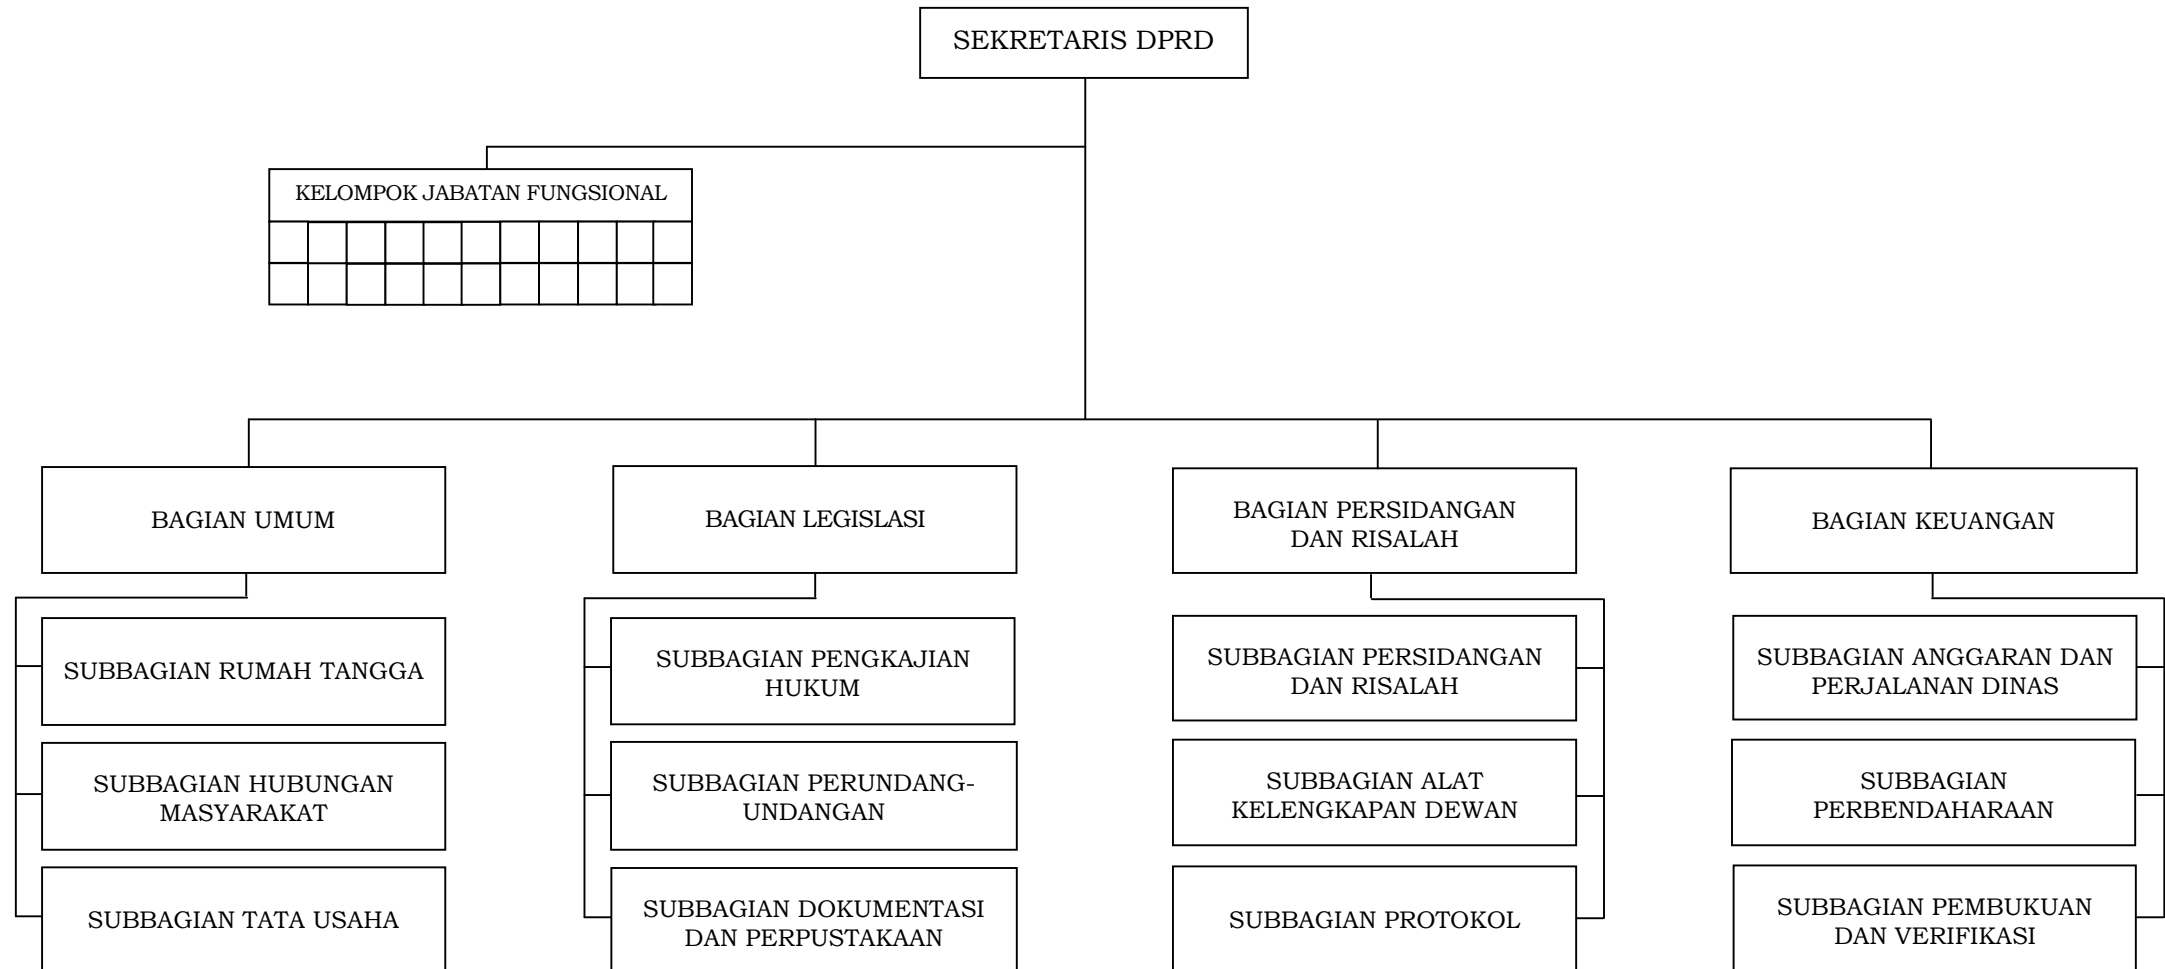 SEKRETARIS DPRD
KELOMPOK JABATAN FUNGSIONAL
BAGIAN UMUM
BAGIAN LEGISLASI
BAGIAN PERSIDANGAN
DAN RISALAH
BAGIAN KEUANGAN
SUBBAGIAN RUMAH TANGGA
SUBBAGIAN PENGKAJIAN
HUKUM
SUBBAGIAN PERSIDANGAN
DAN RISALAH
SUBBAGIAN ANGGARAN DAN
PERJALANAN DINAS
SUBBAGIAN HUBUNGAN
MASYARAKAT
SUBBAGIAN PERUNDANG-
UNDANGAN
SUBBAGIAN ALAT
KELENGKAPAN DEWAN
SUBBAGIAN
PERBENDAHARAAN
SUBBAGIAN TATA USAHA
SUBBAGIAN DOKUMENTASI
DAN PERPUSTAKAAN
SUBBAGIAN PROTOKOL
SUBBAGIAN PEMBUKUAN
DAN VERIFIKASI